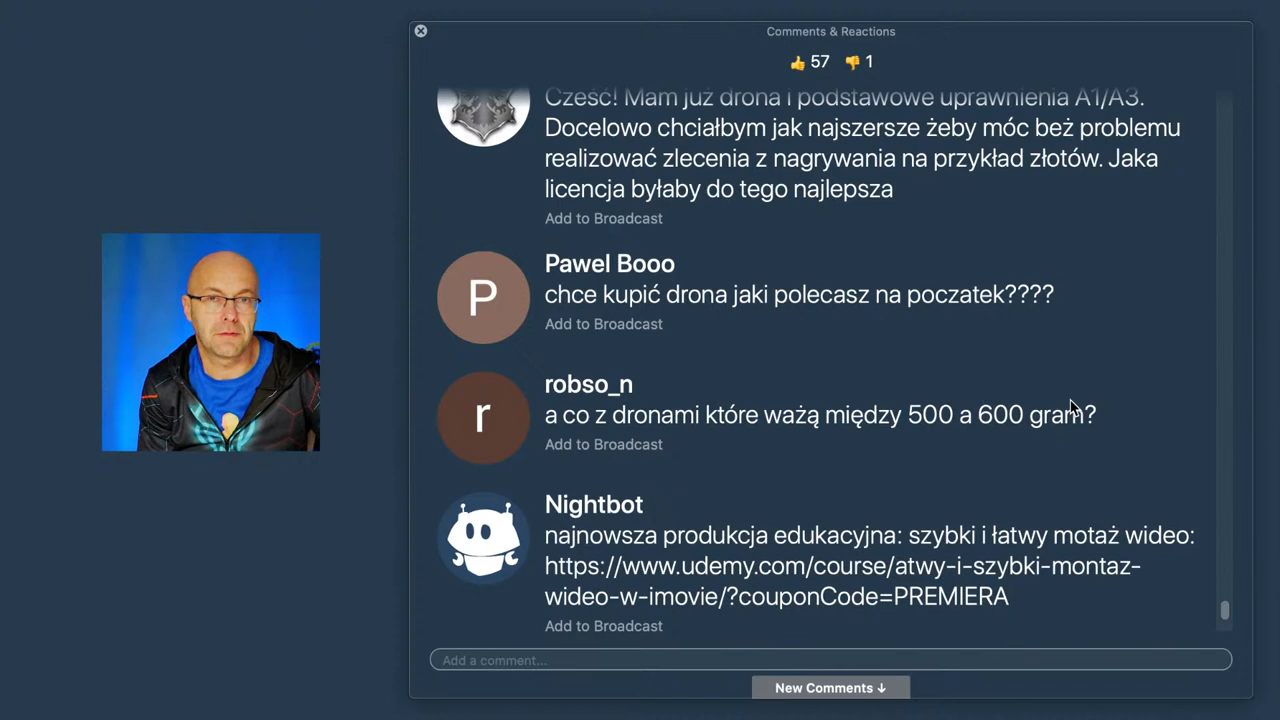 Comments & Reactions
👍 57 👎 1
Cześć! Mam już drona i podstawowe uprawnienia A1/A3.
Docelowo chciałbym jak najszersze żeby móc beż problemu
realizować zlecenia z nagrywania na przykład złotów. Jaka
licencja byłaby do tego najlepsza
Add to Broadcast
P
Pawel Booo
chce kupić drona jaki polecasz na poczatek????
Add to Broadcast
r
robso_n
a co z dronami które ważą między 500 a 600 gram?
Add to Broadcast
Nightbot
najnowsza produkcja edukacyjna: szybki i łatwy motaż wideo:
https://www.udemy.com/course/atwy-i-szybki-montaz-
wideo-w-imovie/?couponCode=PREMIERA
Add to Broadcast
Add a comment...
New Comments ↓